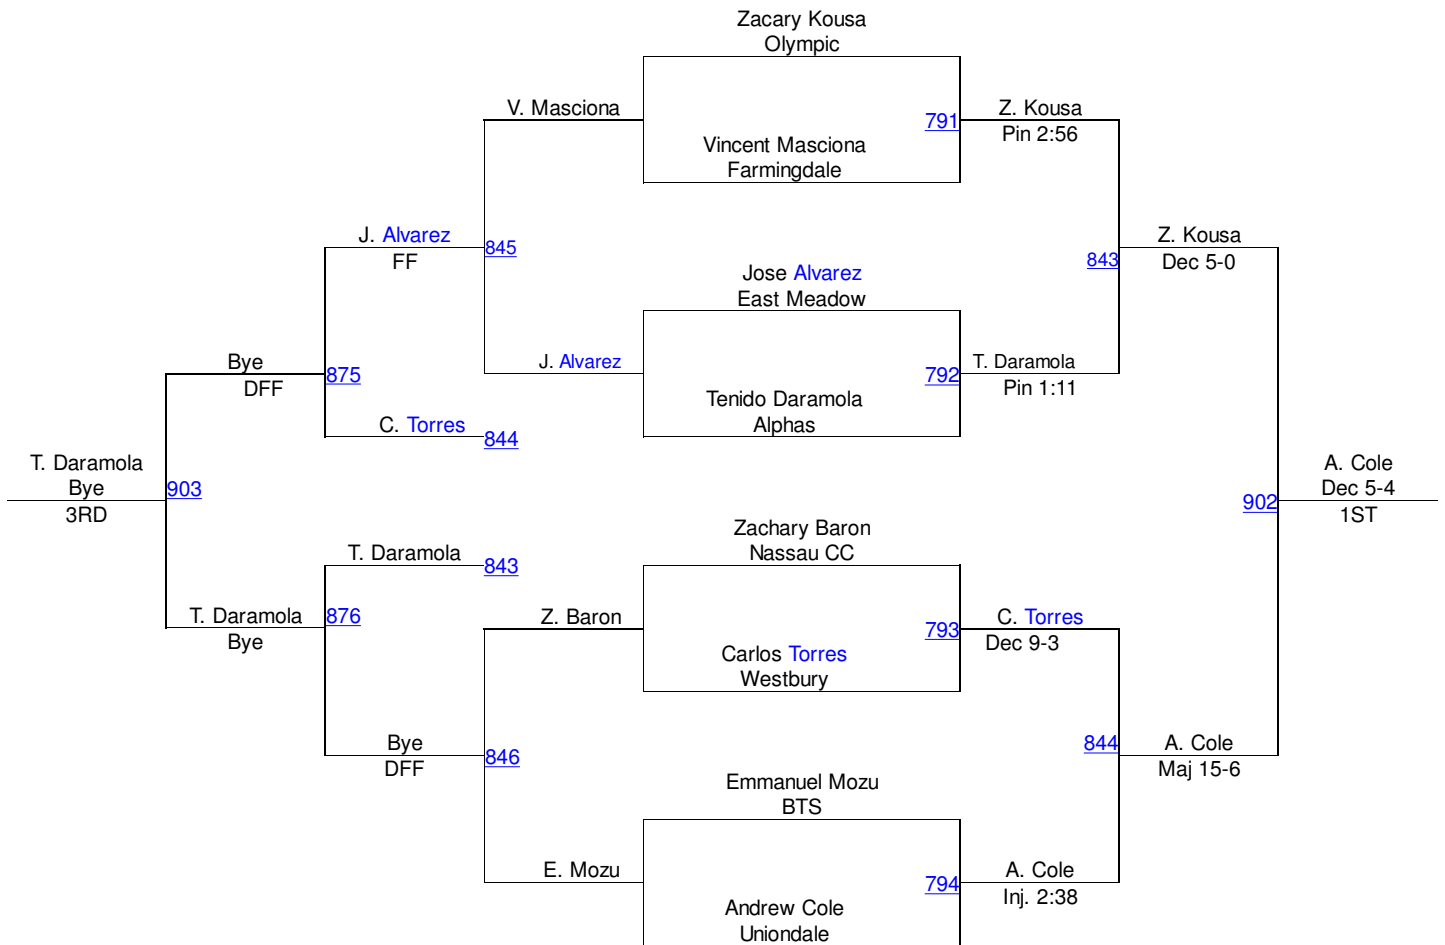 Zacary Kousa
Olympic
V. Masciona
791
Z. Kousa
Pin 2:56
Vincent Masciona
Farmingdale
J. Alvarez
FF
845
Z. Kousa
Dec 5-0
843
Jose Alvarez
East Meadow
Bye
DFF
875
J. Alvarez
792
T. Daramola
Pin 1:11
Tenido Daramola
Alphas
C. Torres
844
T. Daramola
Bye
3RD
903
A. Cole
Dec 5-4
1ST
902
Zachary Baron
Nassau CC
T. Daramola
843
T. Daramola
Bye
876
Z. Baron
793
C. Torres
Dec 9-3
Carlos Torres
Westbury
Bye
DFF
846
844
A. Cole
Maj 15-6
Emmanuel Mozu
BTS
E. Mozu
794
A. Cole
Inj. 2:38
Andrew Cole
Uniondale